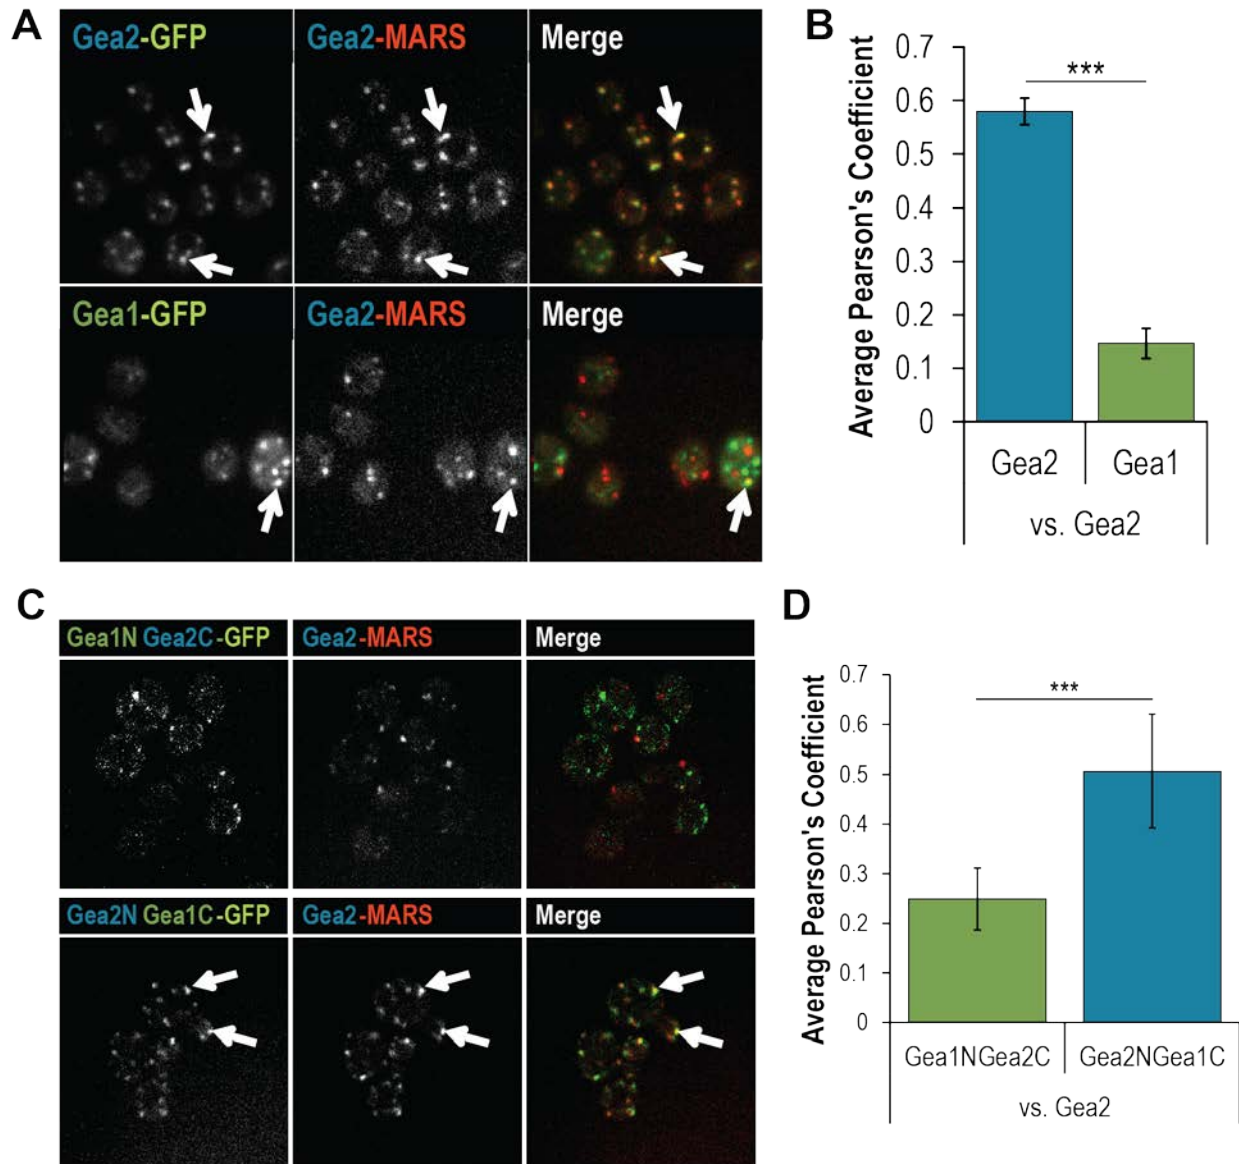 A
Gea2-GFP
Gea2-MARS
Merge
Gea1-GFP
Gea2-MARS
Merge
B
Average Pearson's Coefficient
0.7
0.6
0.5
0.4
0.3
0.2
0.1
0
***
Gea2
Gea1
vs. Gea2
C
Gea1N Gea2C-GFP
Gea2-MARS
Merge
Gea2N Gea1C-GFP
Gea2-MARS
Merge
D
Average Pearson's Coefficient
0.7
0.6
0.5
0.4
0.3
0.2
0.1
0
***
Gea1NGea2C
Gea2NGea1C
vs. Gea2